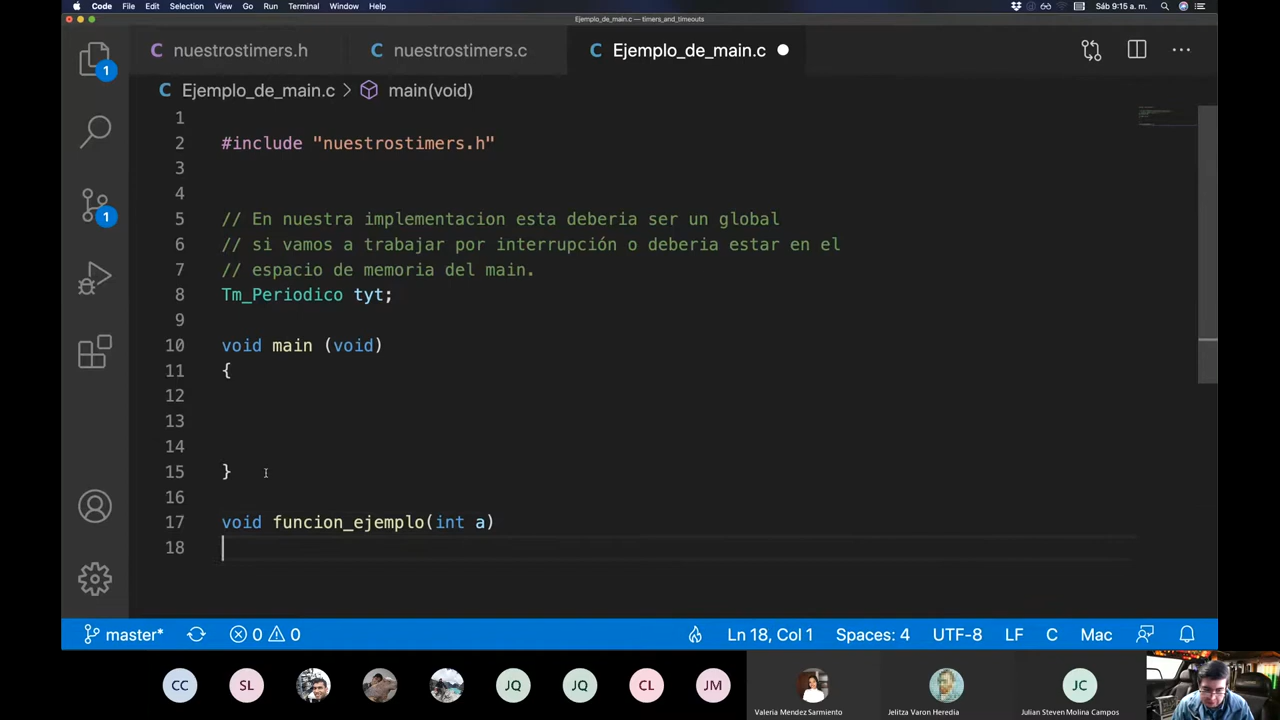 Code File Edit Selection View Go Run Terminal Window Help Sáb 9:15 a. m.
Ejemplo_de_main.c — timers_and_timeouts
C nuestrostimers.h C nuestrostimers.c C Ejemplo_de_main.c
1
C Ejemplo_de_main.c > main(void)
1
2 #include "nuestrostimers.h"
3
4
5 // En nuestra implementacion esta deberia ser un global
1
6 // si vamos a trabajar por interrupción o deberia estar en el
7 // espacio de memoria del main.
8 Tm_Periodico tyt;
9
10 void main (void)
11 {
12
13
14
15 }
16
17 void funcion_ejemplo(int a)
18
master* 0 0 Ln 18, Col 1 Spaces: 4 UTF-8 LF C Mac
CC SL JQ JQ CL JM JC
Valeria Mendez Sarmiento Jelitza Varon Heredia Julian Steven Molina Campos